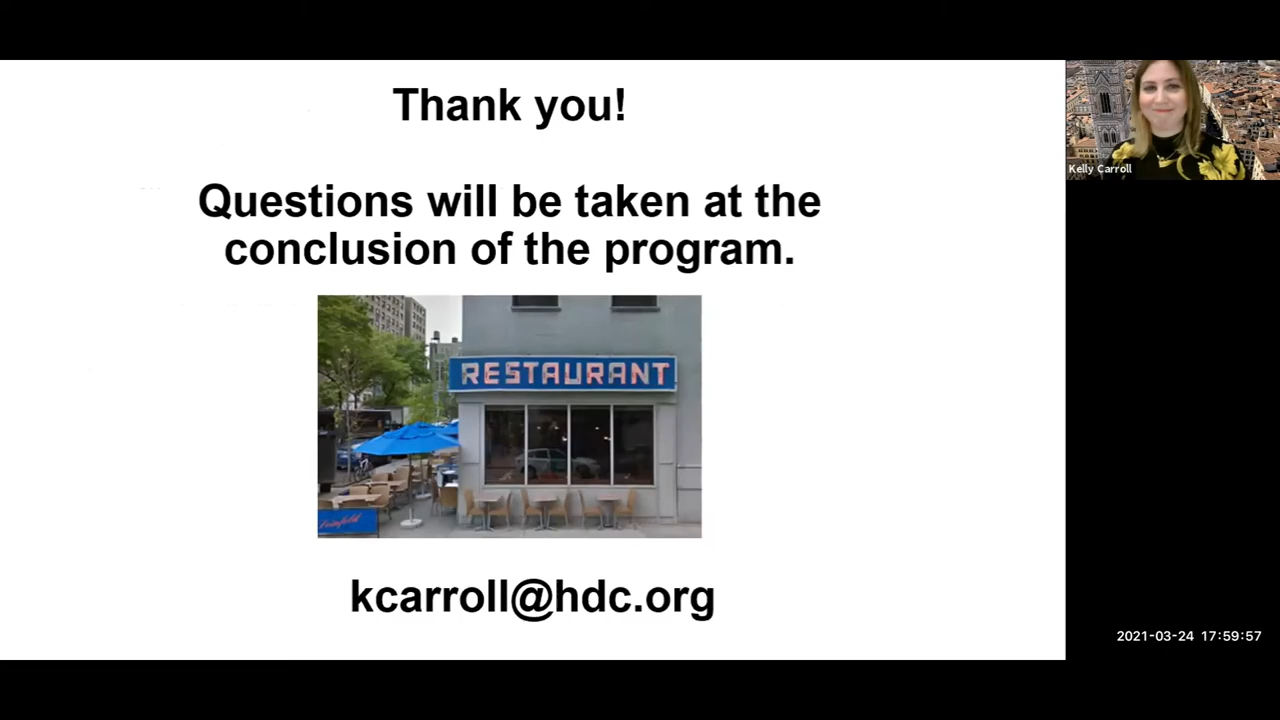 Thank you!
Questions will be taken at the
conclusion of the program.
RESTAURANT
Seinfeld
kcarroll@hdc.org
Kelly Carroll
2021-03-24 17:59:57